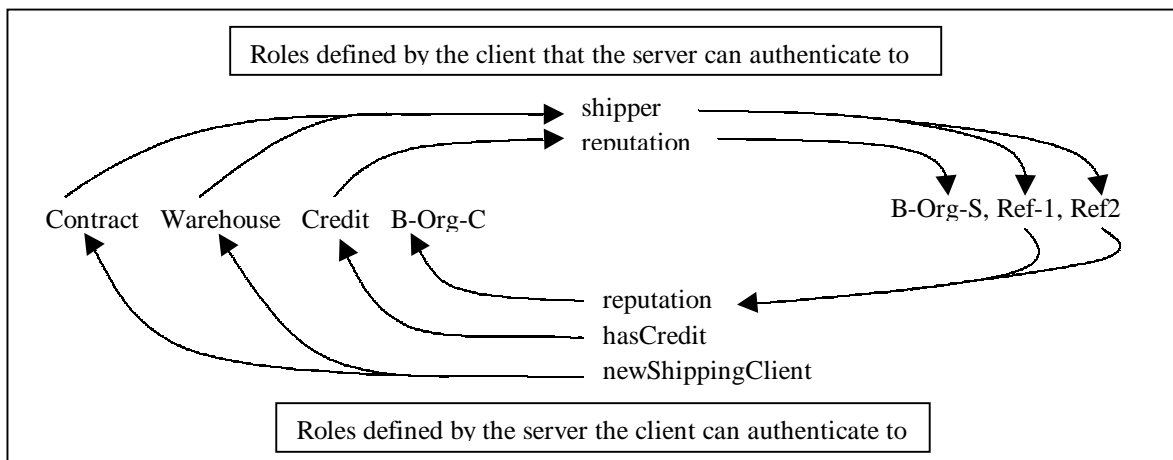 Roles defined by the client that the server can authenticate to
shipper
reputation
Contract Warehouse Credit B-Org-C B-Org-S, Ref-1, Ref2
reputation
hasCredit
newShippingClient
Roles defined by the server the client can authenticate to